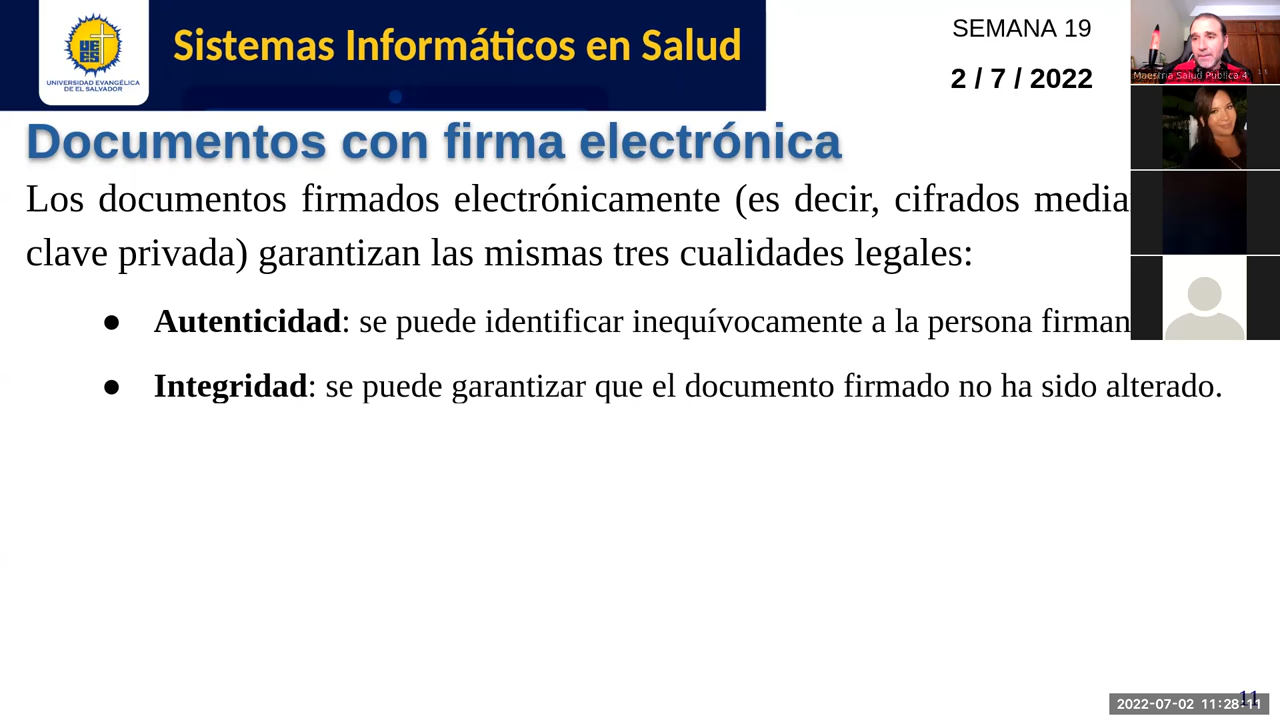 UNIVERSIDAD EVANGÉLICA
DE EL SALVADOR
Sistemas Informáticos en Salud
SEMANA 19
2 / 7 / 2022
Maestria Salud Publica 4
Documentos con firma electrónica
Los documentos firmados electrónicamente (es decir, cifrados media
clave privada) garantizan las mismas tres cualidades legales:
● Autenticidad: se puede identificar inequívocamente a la persona firman
● Integridad: se puede garantizar que el documento firmado no ha sido alterado.
11
2022-07-02 11:28:11